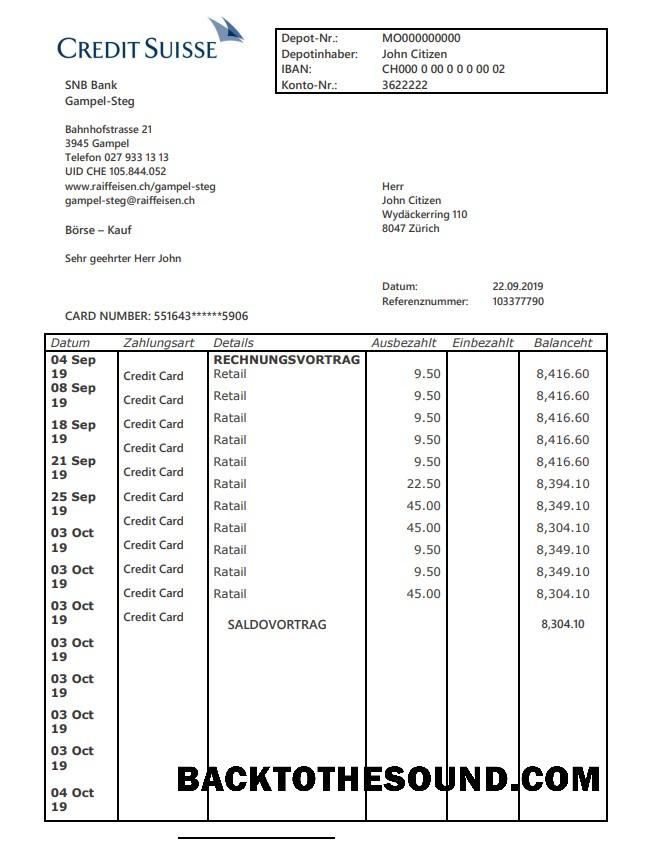 CREDIT SUISSE
Depot-Nr.: MO000000000
Depotinhaber: John Citizen
IBAN: CH000 0 00 0 0 0 00 02
Konto-Nr.: 3622222
SNB Bank
Gampel-Steg
Bahnhofstrasse 21
3945 Gampel
Telefon 027 933 13 13
UID CHE 105.844.052
www.raiffeisen.ch/gampel-steg
gampel-steg@raiffeisen.ch
Herr
John Citizen
Wydäckerring 110
8047 Zürich
Börse – Kauf
Sehr geehrter Herr John
Datum: 22.09.2019
Referenznummer: 103377790
CARD NUMBER: 551643******5906
Datum Zahlungsart Details Ausbezahlt Einbezahlt Balanceht
04 Sep RECHNUNGSVORTRAG
19 Credit Card Retail 9.50 8,416.60
08 Sep
19 Credit Card Retail 9.50 8,416.60
Ratail 9.50 8,416.60
18 Sep Credit Card
19 Ratail 9.50 8,416.60
Credit Card
21 Sep Ratail 9.50 8,416.60
19 Credit Card
Ratail 22.50 8,394.10
25 Sep Credit Card
19 Ratail 45.00 8,349.10
Credit Card
03 Oct Ratail 45.00 8,304.10
19 Credit Card Ratail 9.50 8,349.10
03 Oct Credit Card Ratail 9.50 8,349.10
19
Credit Card Ratail 45.00 8,304.10
03 Oct
19 Credit Card
SALDOVORTRAG 8,304.10
03 Oct
19
03 Oct
19
03 Oct
19
03 Oct
19
04 Oct
19
BACKTOTHESOUND.COM